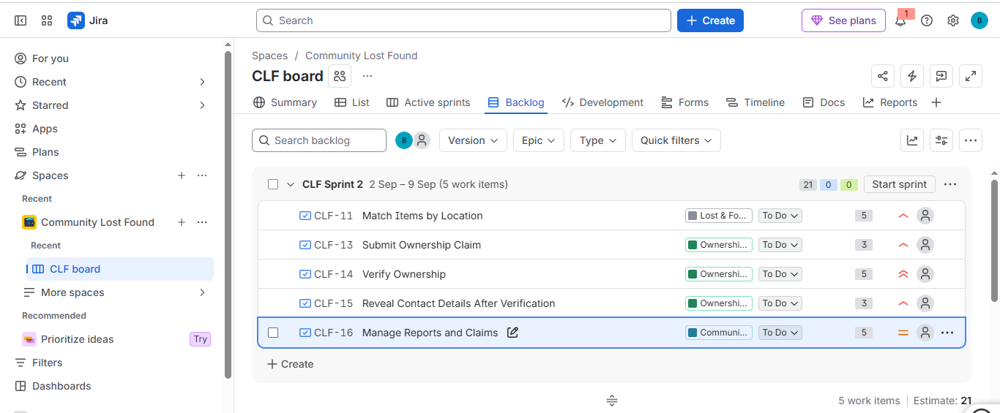 Jira
Search
+ Create
See plans
1
B
For you
Recent
Starred
Apps
Plans
Spaces
Recent
Community Lost Found
Recent
CLF board
More spaces
Recommended
Prioritize ideas
Try
Filters
Dashboards
Spaces / Community Lost Found
CLF board
Summary List Active sprints Backlog Development Forms Timeline Docs Reports
Search backlog B Version Epic Type Quick filters
CLF Sprint 2 2 Sep – 9 Sep (5 work items) 21 0 0 Start sprint
CLF-11 Match Items by Location Lost & Fo... To Do 5
CLF-13 Submit Ownership Claim Ownershi... To Do 3
CLF-14 Verify Ownership Ownershi... To Do 5
CLF-15 Reveal Contact Details After Verification Ownershi... To Do 3
CLF-16 Manage Reports and Claims Communi... To Do 5
+ Create
5 work items Estimate: 21